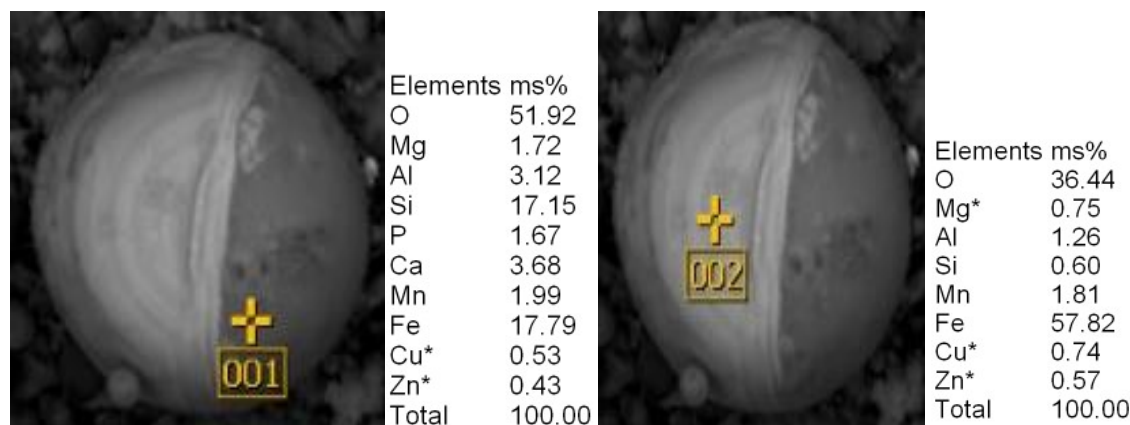 Elements ms%
O 51.92
Mg 1.72
Al 3.12
Si 17.15
P 1.67
Ca 3.68
Mn 1.99
Fe 17.79
Cu* 0.53
Zn* 0.43
Total 100.00
001
Elements ms%
O 36.44
Mg* 0.75
Al 1.26
Si 0.60
Mn 1.81
Fe 57.82
Cu* 0.74
Zn* 0.57
Total 100.00
002